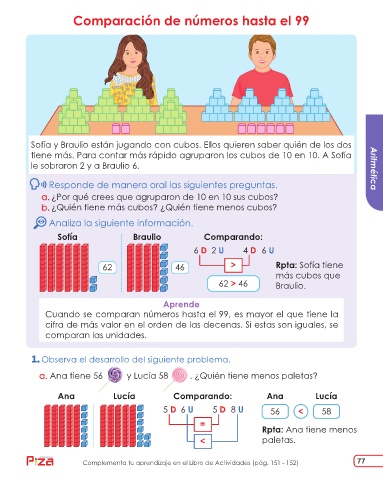 Comparación de números hasta el 99
Sofía y Braulio están jugando con cubos. Ellos quieren saber quién de los dos
tiene más. Para contar más rápido agruparon los cubos de 10 en 10. A Sofía
le sobraron 2 y a Braulio 6.
Aritmética
Responde de manera oral las siguientes preguntas.
a. ¿Por qué crees que agruparon de 10 en 10 sus cubos?
b. ¿Quién tiene más cubos? ¿Quién tiene menos cubos?
Analiza la siguiente información.
Sofía Braulio Comparando:
6 D 2 U 4 D 6 U
62 46 > Rpta: Sofía tiene
más cubos que
62 > 46 Braulio.
Aprende
Cuando se comparan números hasta el 99, es mayor el que tiene la
cifra de más valor en el orden de las decenas. Si estas son iguales, se
comparan las unidades.
1. Observa el desarrollo del siguiente problema.
a. Ana tiene 56 y Lucía 58 . ¿Quién tiene menos paletas?
Ana Lucía Comparando: Ana Lucía
5 D 6 U 5 D 8 U 56 < 58
=
Rpta: Ana tiene menos
< paletas.
Complementa tu aprendizaje en el Libro de Actividades (pág. 151 - 152) 77